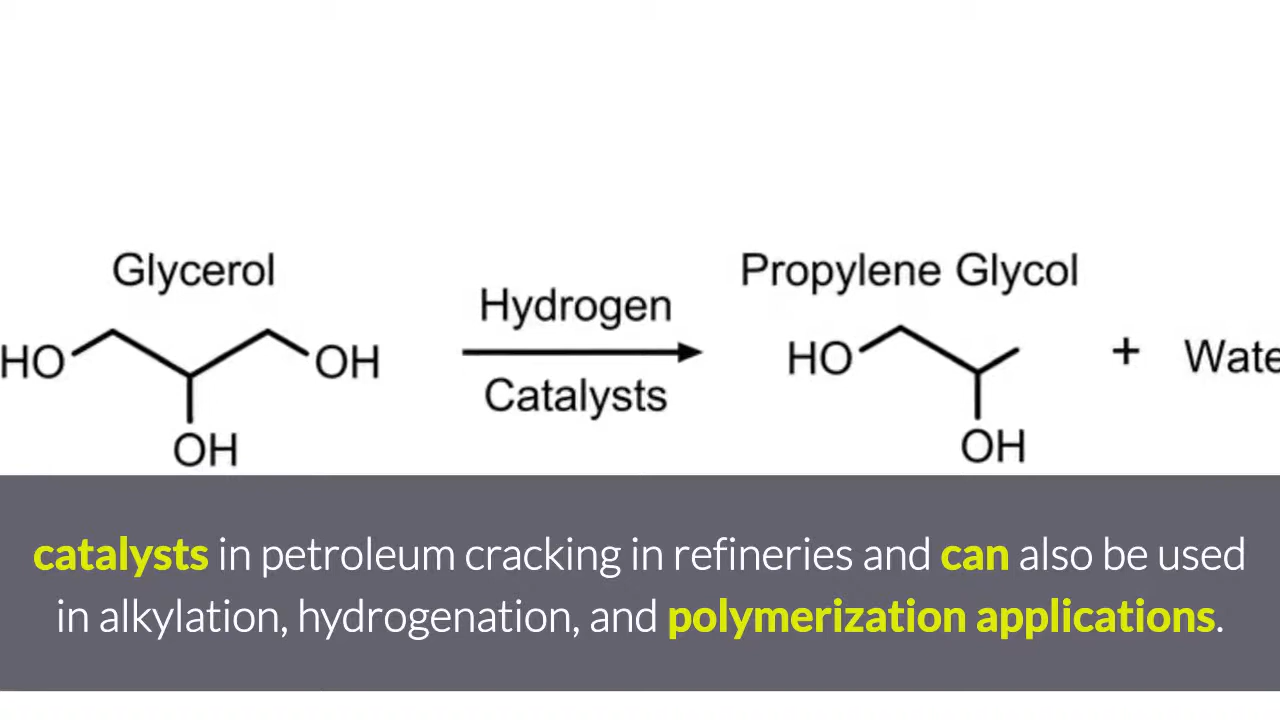 Glycerol
Propylene Glycol
Hydrogen
HO
OH
HO
+
Wate
Catalysts
OH
OH
catalysts in petroleum cracking in refineries and can also be used
in alkylation, hydrogenation, and polymerization applications.